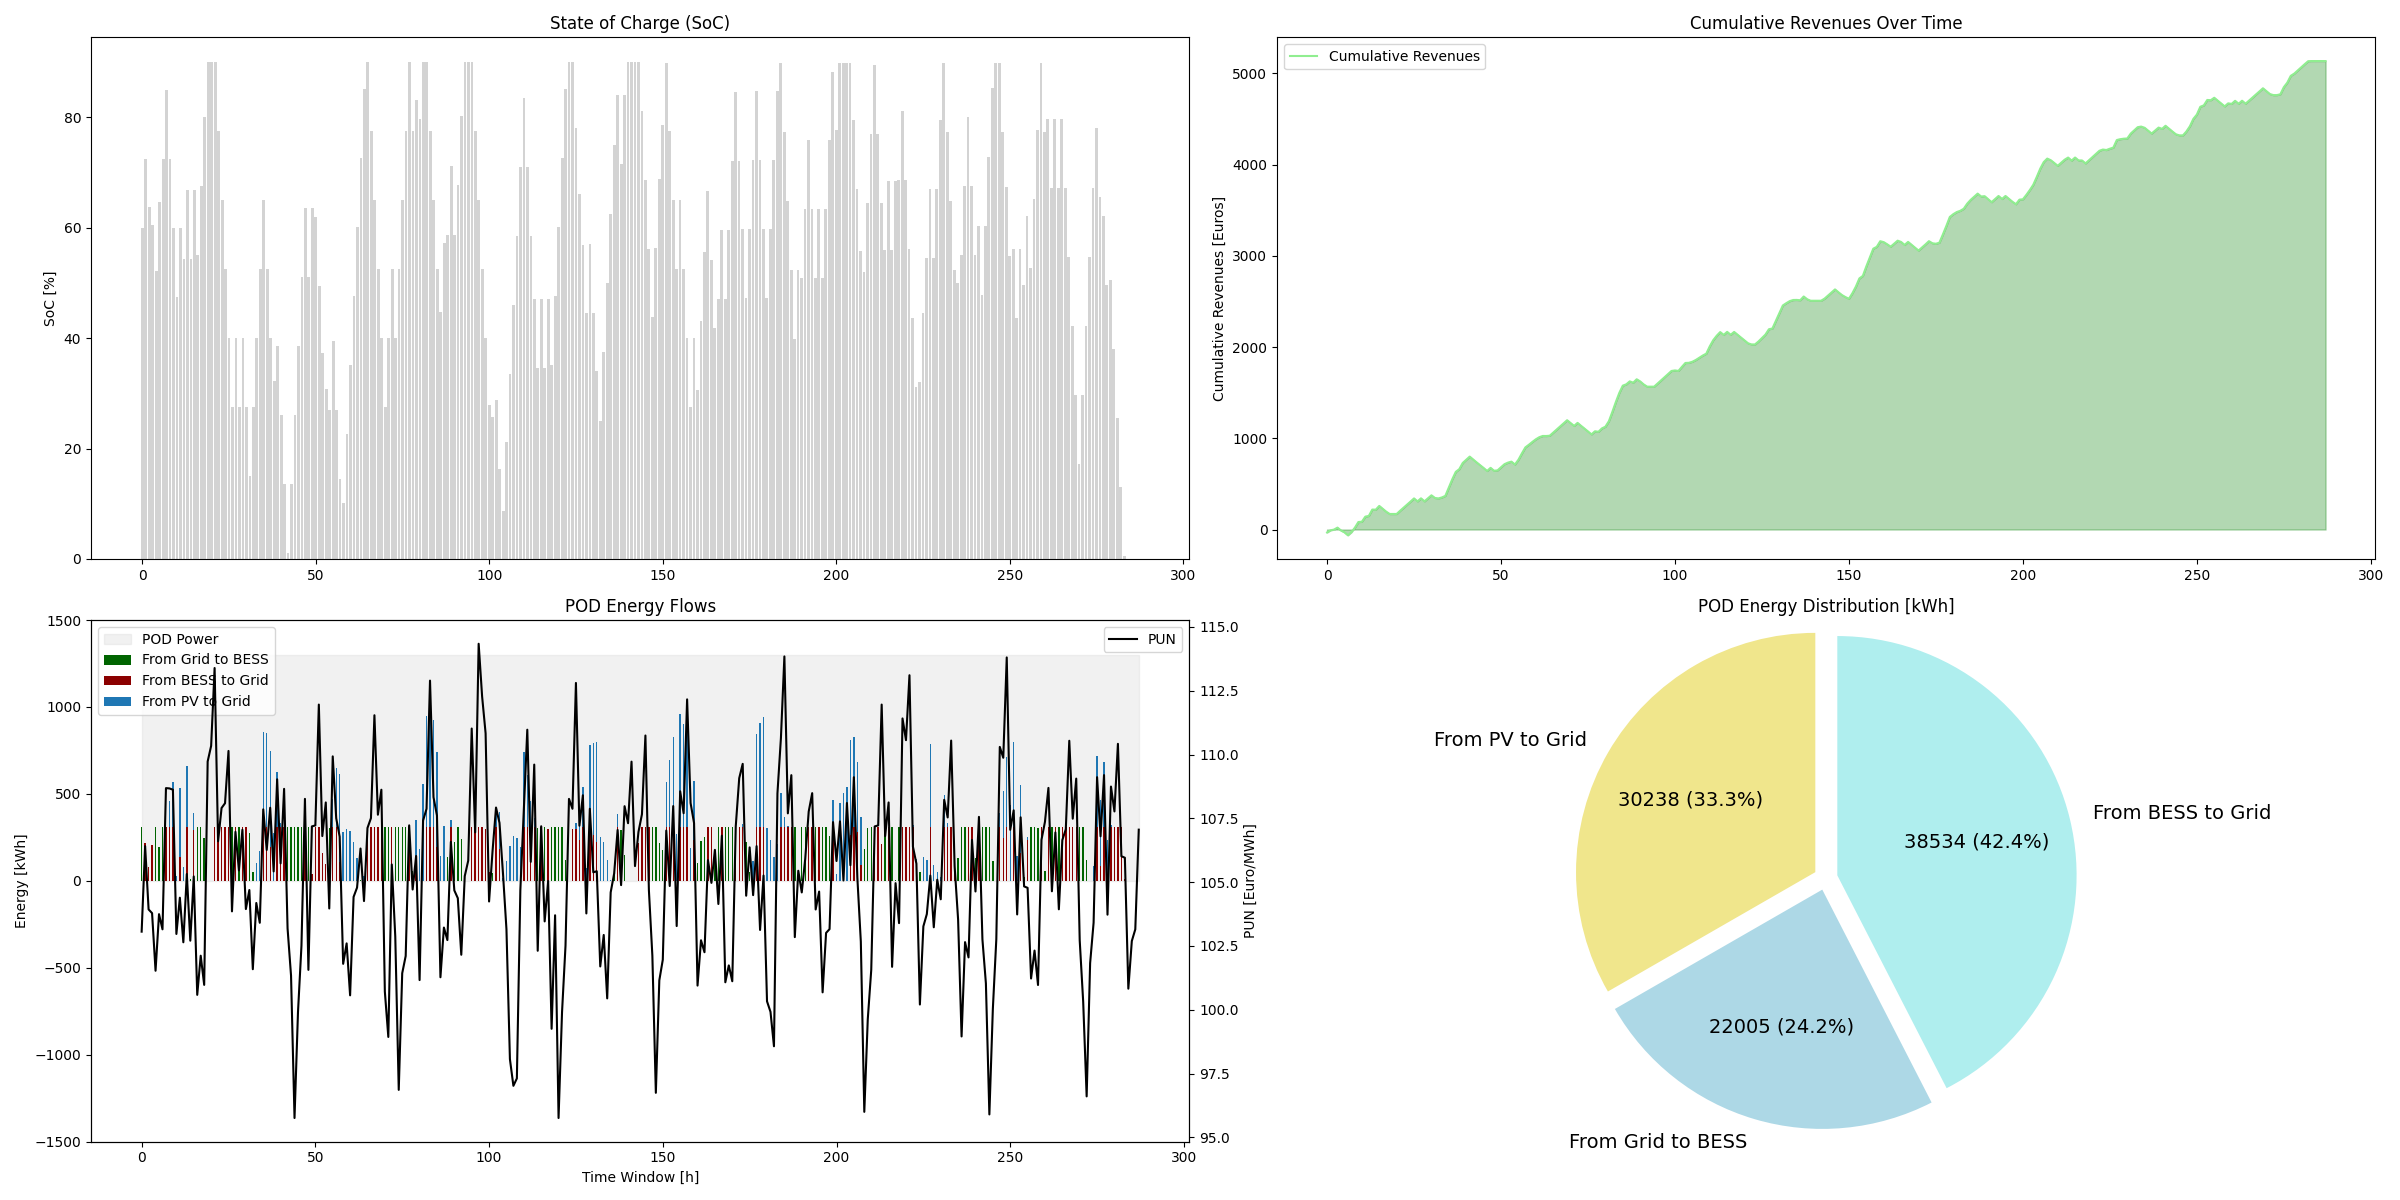 State of Charge (SoC)
SoC [%]
80
60
40
20
0
0 50 100 150 200 250 300
Cumulative Revenues Over Time
Cumulative Revenues
Cumulative Revenues [Euros]
5000
4000
3000
2000
1000
0
0 50 100 150 200 250 300
POD Energy Flows
POD Power
From Grid to BESS
From BESS to Grid
From PV to Grid
PUN
Energy [kWh]
1500
1000
500
0
−500
−1000
−1500
115.0
112.5
110.0
107.5
105.0
102.5
100.0
97.5
95.0
PUN [Euro/MWh]
0 50 100 150 200 250 300
Time Window [h]
POD Energy Distribution [kWh]
From PV to Grid
30238 (33.3%)
From BESS to Grid
38534 (42.4%)
22005 (24.2%)
From Grid to BESS